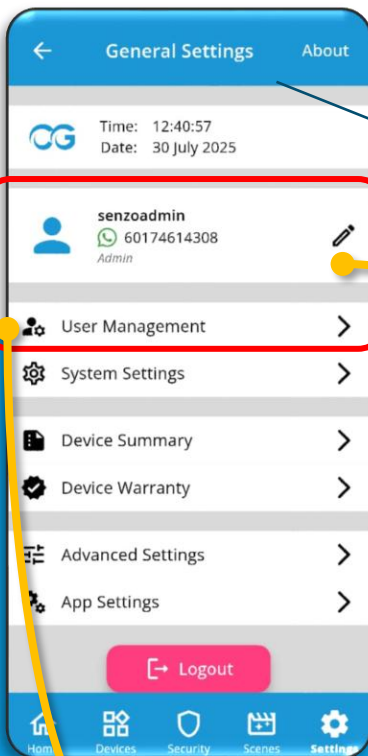 General Settings About
CG
Time: 12:40:57
Date: 30 July 2025
senzoadmin
60174614308
Admin
User Management
System Settings
Device Summary
Device Warranty
Advanced Settings
App Settings
Logout
Home Devices Security Scenes Settings